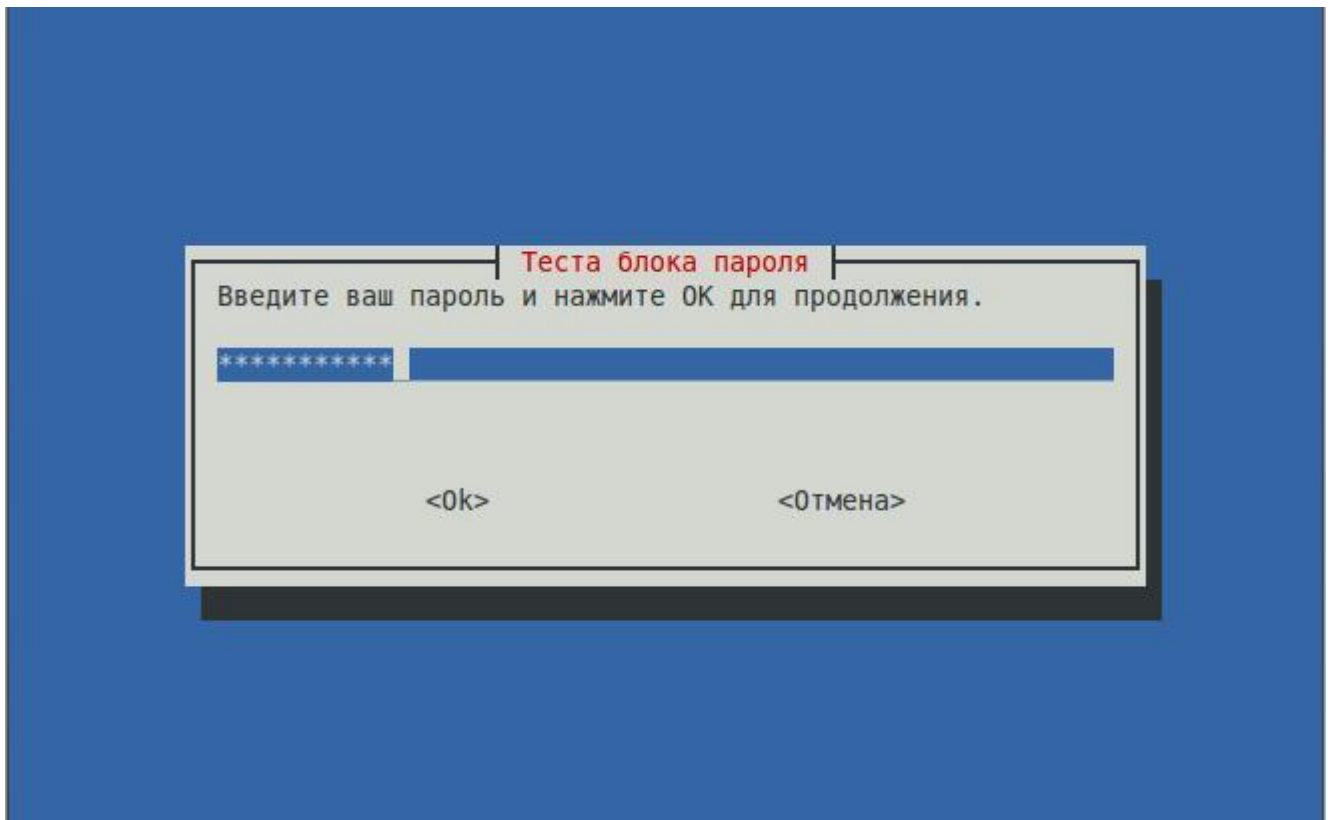 Теста блока пароля
Введите ваш пароль и нажмите OK для продолжения.
***********
<Ok> <Отмена>